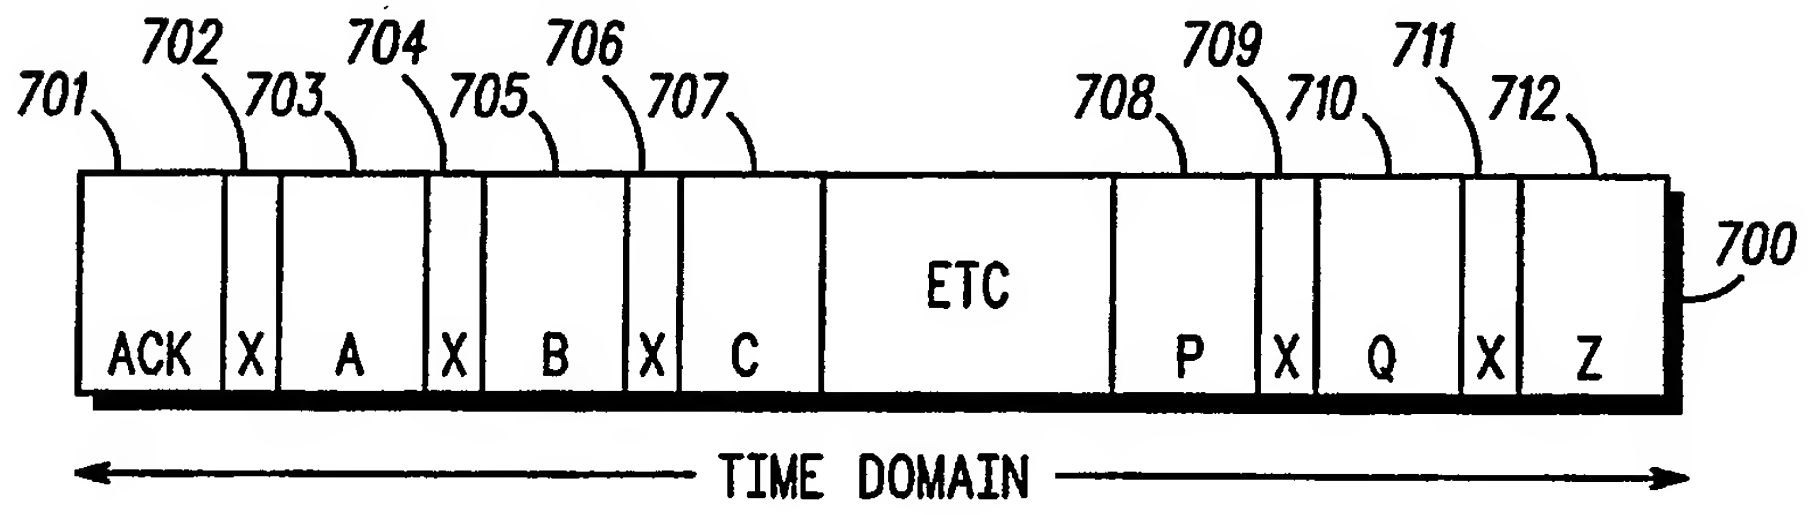 702 704 706 709 711
701 703 705 707 708 710 712
700
ETC
ACK X A X B X C P X Q X Z
TIME DOMAIN